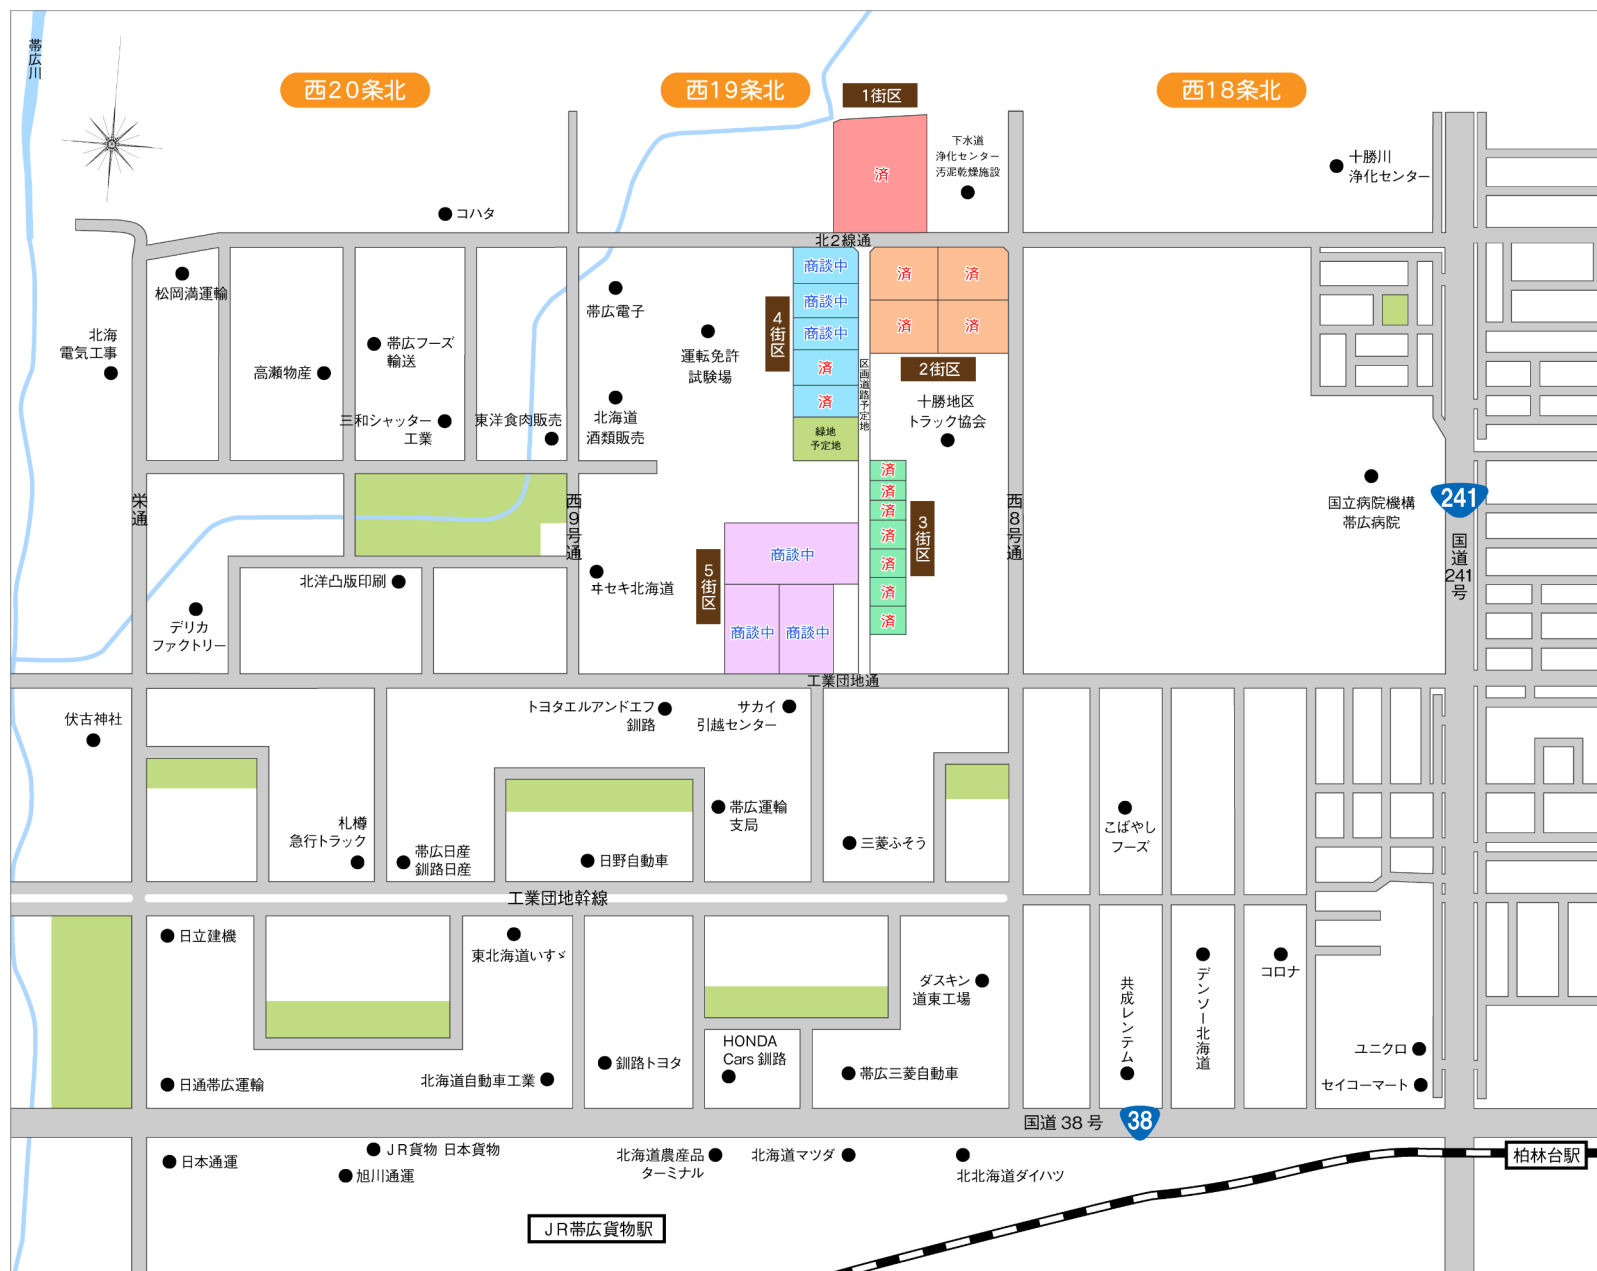 帯広川
西20条北
西19条北
西18条北
1街区
済
下水道
浄化センター
汚泥乾燥施設
十勝川
浄化センター
コハタ
北2線通
松岡満運輸
北海
電気工事
高瀬物産
帯広フーズ
輸送
三和シャッター
工業
東洋食肉販売
帯広電子
運転免許
試験場
北海道
酒類販売
4街区
商談中
商談中
商談中
済
済
緑地
予定地
区画道路予定地
済
済
済
済
2街区
十勝地区
トラック協会
済
済
済
済
済
済
済
3街区
5街区
商談中
商談中
商談中
栄通
西9号通
西8号通
国立病院機構
帯広病院
241
国道241号
北洋凸版印刷
ヰセキ北海道
デリカ
ファクトリー
工業団地通
伏古神社
トヨタエルアンドエフ
釧路
サカイ
引越センター
札樽
急行トラック
帯広日産
釧路日産
日野自動車
帯広運輸
支局
三菱ふそう
こばやし
フーズ
工業団地幹線
日立建機
東北海道いすゞ
ダスキン
道東工場
共成レンテム
デンソー北海道
コロナ
HONDA
Cars 釧路
釧路トヨタ
帯広三菱自動車
北海道自動車工業
日通帯広運輸
ユニクロ
セイコーマート
国道 38 号
38
日本通運
JR貨物 日本貨物
旭川通運
北海道農産品
ターミナル
北海道マツダ
北北海道ダイハツ
柏林台駅
JR帯広貨物駅